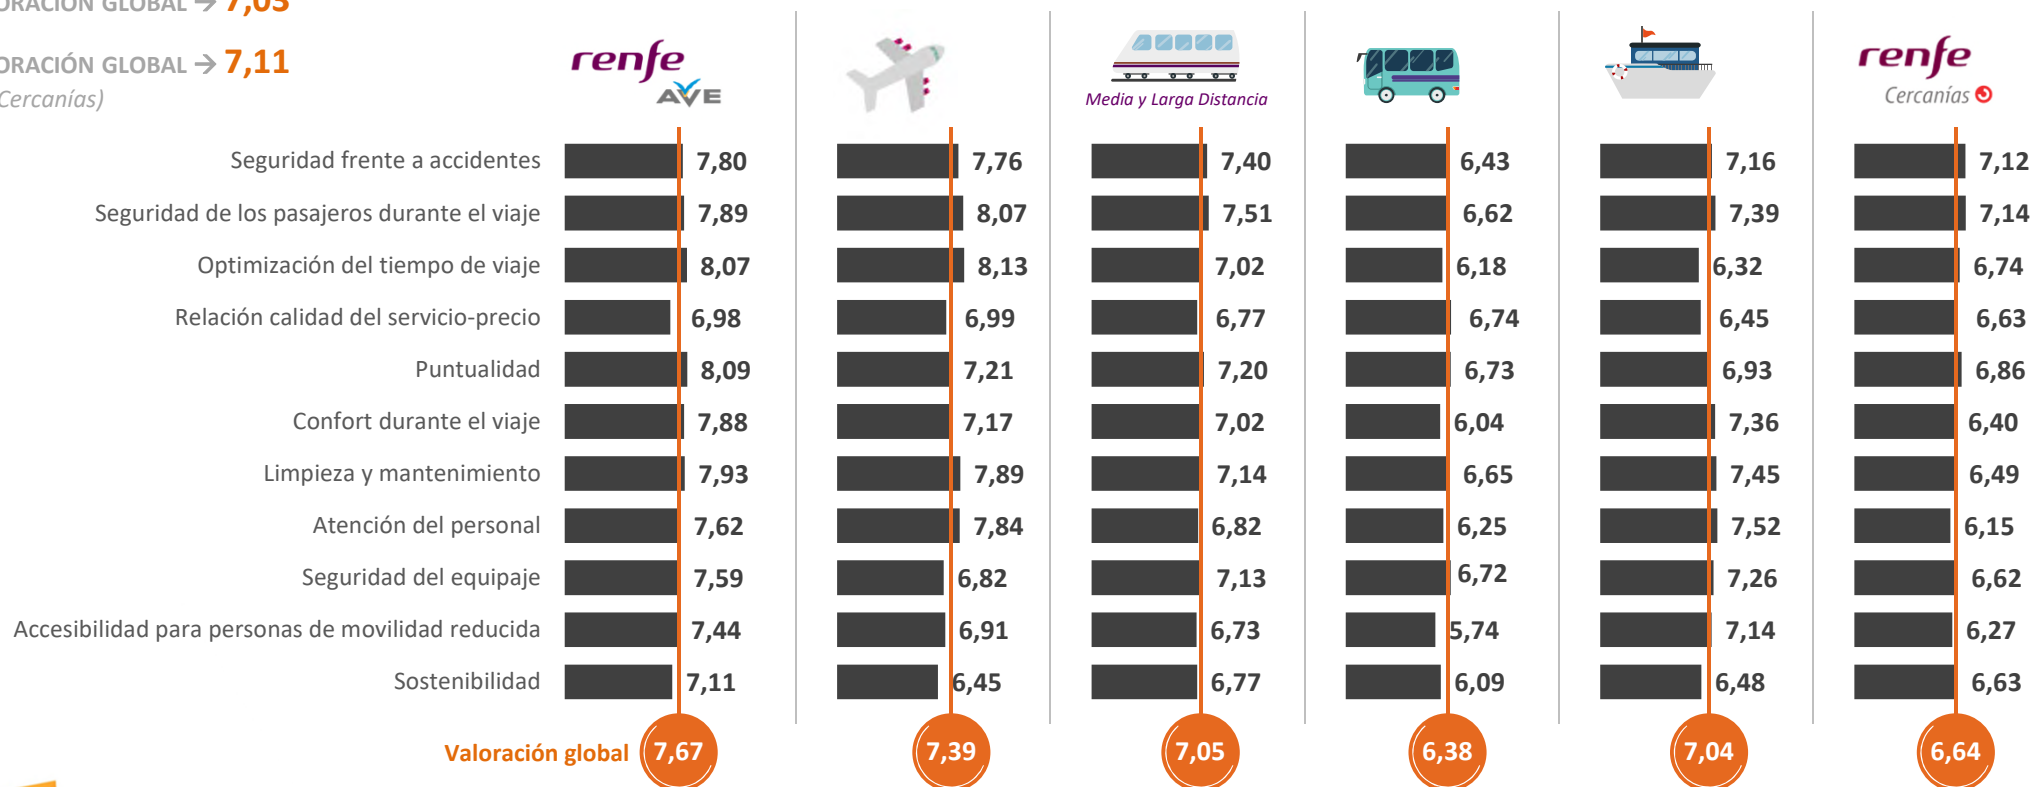 GLOBAL → 7,03
GLOBAL → 7,11
Cercanías)
renfe
AVE
Media y Larga Distancia
renfe
Cercanías
Seguridad frente a accidentes 7,80 7,76 7,40 6,43 7,16 7,12
Seguridad de los pasajeros durante el viaje 7,89 8,07 7,51 6,62 7,39 7,14
Optimización del tiempo de viaje 8,07 8,13 7,02 6,18 6,32 6,74
Relación calidad del servicio-precio 6,98 6,99 6,77 6,74 6,45 6,63
Puntualidad 8,09 7,21 7,20 6,73 6,93 6,86
Confort durante el viaje 7,88 7,17 7,02 6,04 7,36 6,40
Limpieza y mantenimiento 7,93 7,89 7,14 6,65 7,45 6,49
Atención del personal 7,62 7,84 6,82 6,25 7,52 6,15
Seguridad del equipaje 7,59 6,82 7,13 6,72 7,26 6,62
Accesibilidad para personas de movilidad reducida 7,44 6,91 6,73 5,74 7,14 6,27
Sostenibilidad 7,11 6,45 6,77 6,09 6,48 6,63
Valoración global 7,67 7,39 7,05 6,38 7,04 6,64